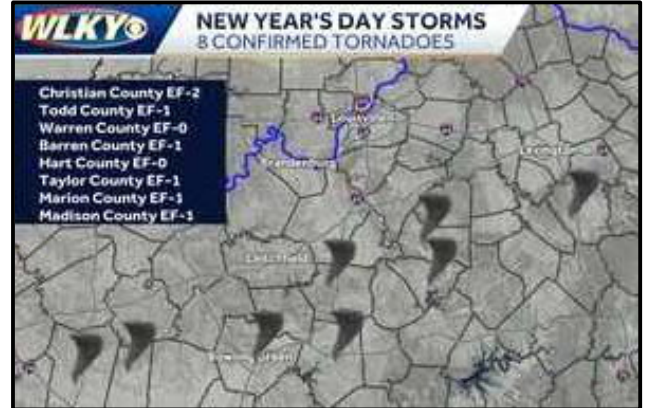 WLKY
NEW YEAR'S DAY STORMS
8 CONFIRMED TORNADOES
Christian County EF-2
Todd County EF-1
Warren County EF-0
Barren County EF-1
Hart County EF-0
Taylor County EF-1
Marion County EF-1
Madison County EF-1
Louisville
Lexington
Brandenburg
Leitchfield
Bowling Green